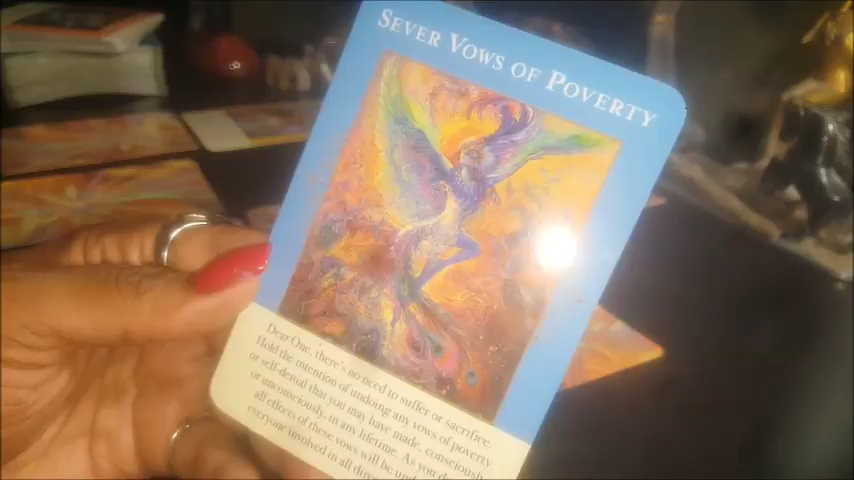 SEVER VOWS OF POVERTY
Dear One, there's no need to suffer or sacrifice.
Hold the intention of undoing any vows of poverty
or self-denial that you may have made, consciously
or unconsciously, in any lifetime. As you
all effects of these vows will be
everyone involved in all